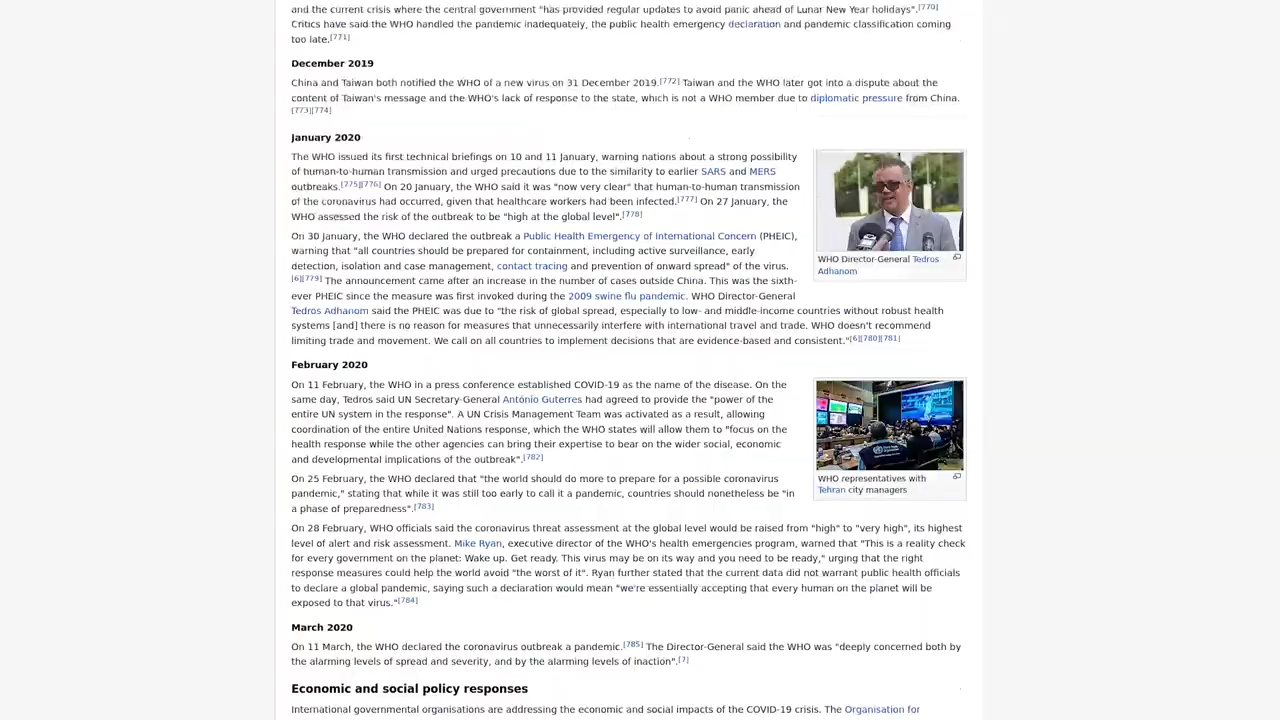 and the current crisis where the central government "has provided regular updates to avoid panic ahead of Lunar New Year holidays".[770]
Critics have said the WHO handled the pandemic inadequately, the public health emergency declaration and pandemic classification coming
too late.[771]
December 2019
China and Taiwan both notified the WHO of a new virus on 31 December 2019.[772] Taiwan and the WHO later got into a dispute about the
content of Taiwan's message and the WHO's lack of response to the state, which is not a WHO member due to diplomatic pressure from China.
[773][774]
January 2020
The WHO issued its first technical briefings on 10 and 11 January, warning nations about a strong possibility
of human-to-human transmission and urged precautions due to the similarity to earlier SARS and MERS
outbreaks.[775][776] On 20 January, the WHO said it was "now very clear" that human-to-human transmission
of the coronavirus had occurred, given that healthcare workers had been infected.[777] On 27 January, the
WHO assessed the risk of the outbreak to be "high at the global level".[778]
On 30 January, the WHO declared the outbreak a Public Health Emergency of International Concern (PHEIC),
warning that "all countries should be prepared for containment, including active surveillance, early
detection, isolation and case management, contact tracing and prevention of onward spread" of the virus.
[6][779] The announcement came after an increase in the number of cases outside China. This was the sixth-
ever PHEIC since the measure was first invoked during the 2009 swine flu pandemic. WHO Director-General
Tedros Adhanom said the PHEIC was due to "the risk of global spread, especially to low- and middle-income countries without robust health
systems [and] there is no reason for measures that unnecessarily interfere with international travel and trade. WHO doesn't recommend
limiting trade and movement. We call on all countries to implement decisions that are evidence-based and consistent."[6][780][781]
WHO Director-General Tedros
Adhanom
February 2020
On 11 February, the WHO in a press conference established COVID-19 as the name of the disease. On the
same day, Tedros said UN Secretary-General António Guterres had agreed to provide the "power of the
entire UN system in the response". A UN Crisis Management Team was activated as a result, allowing
coordination of the entire United Nations response, which the WHO states will allow them to "focus on the
health response while the other agencies can bring their expertise to bear on the wider social, economic
and developmental implications of the outbreak".[782]
On 25 February, the WHO declared that "the world should do more to prepare for a possible coronavirus
pandemic," stating that while it was still too early to call it a pandemic, countries should nonetheless be "in
a phase of preparedness".[783]
WHO representatives with
Tehran city managers
On 28 February, WHO officials said the coronavirus threat assessment at the global level would be raised from "high" to "very high", its highest
level of alert and risk assessment. Mike Ryan, executive director of the WHO's health emergencies program, warned that "This is a reality check
for every government on the planet: Wake up. Get ready. This virus may be on its way and you need to be ready," urging that the right
response measures could help the world avoid "the worst of it". Ryan further stated that the current data did not warrant public health officials
to declare a global pandemic, saying such a declaration would mean "we're essentially accepting that every human on the planet will be
exposed to that virus."[784]
March 2020
On 11 March, the WHO declared the coronavirus outbreak a pandemic.[785] The Director-General said the WHO was "deeply concerned both by
the alarming levels of spread and severity, and by the alarming levels of inaction".[7]
Economic and social policy responses
International governmental organisations are addressing the economic and social impacts of the COVID-19 crisis. The Organisation for